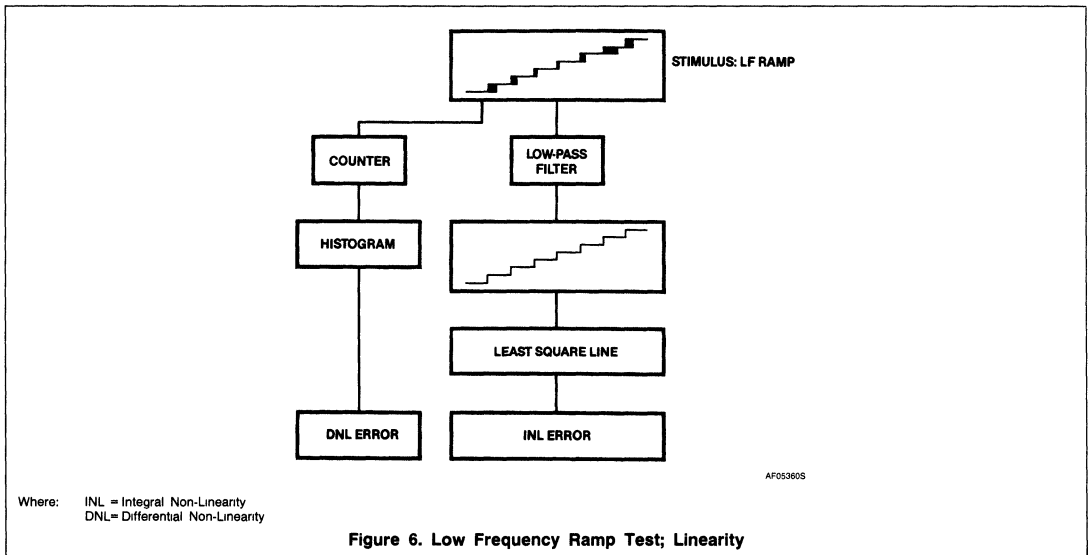 STIMULUS: LF RAMP
COUNTER
LOW-PASS
FILTER
HISTOGRAM
LEAST SQUARE LINE
DNL ERROR
INL ERROR
AF05360S
Where: INL = Integral Non-Linearity
DNL= Differential Non-Linearity
Figure 6. Low Frequency Ramp Test; Linearity